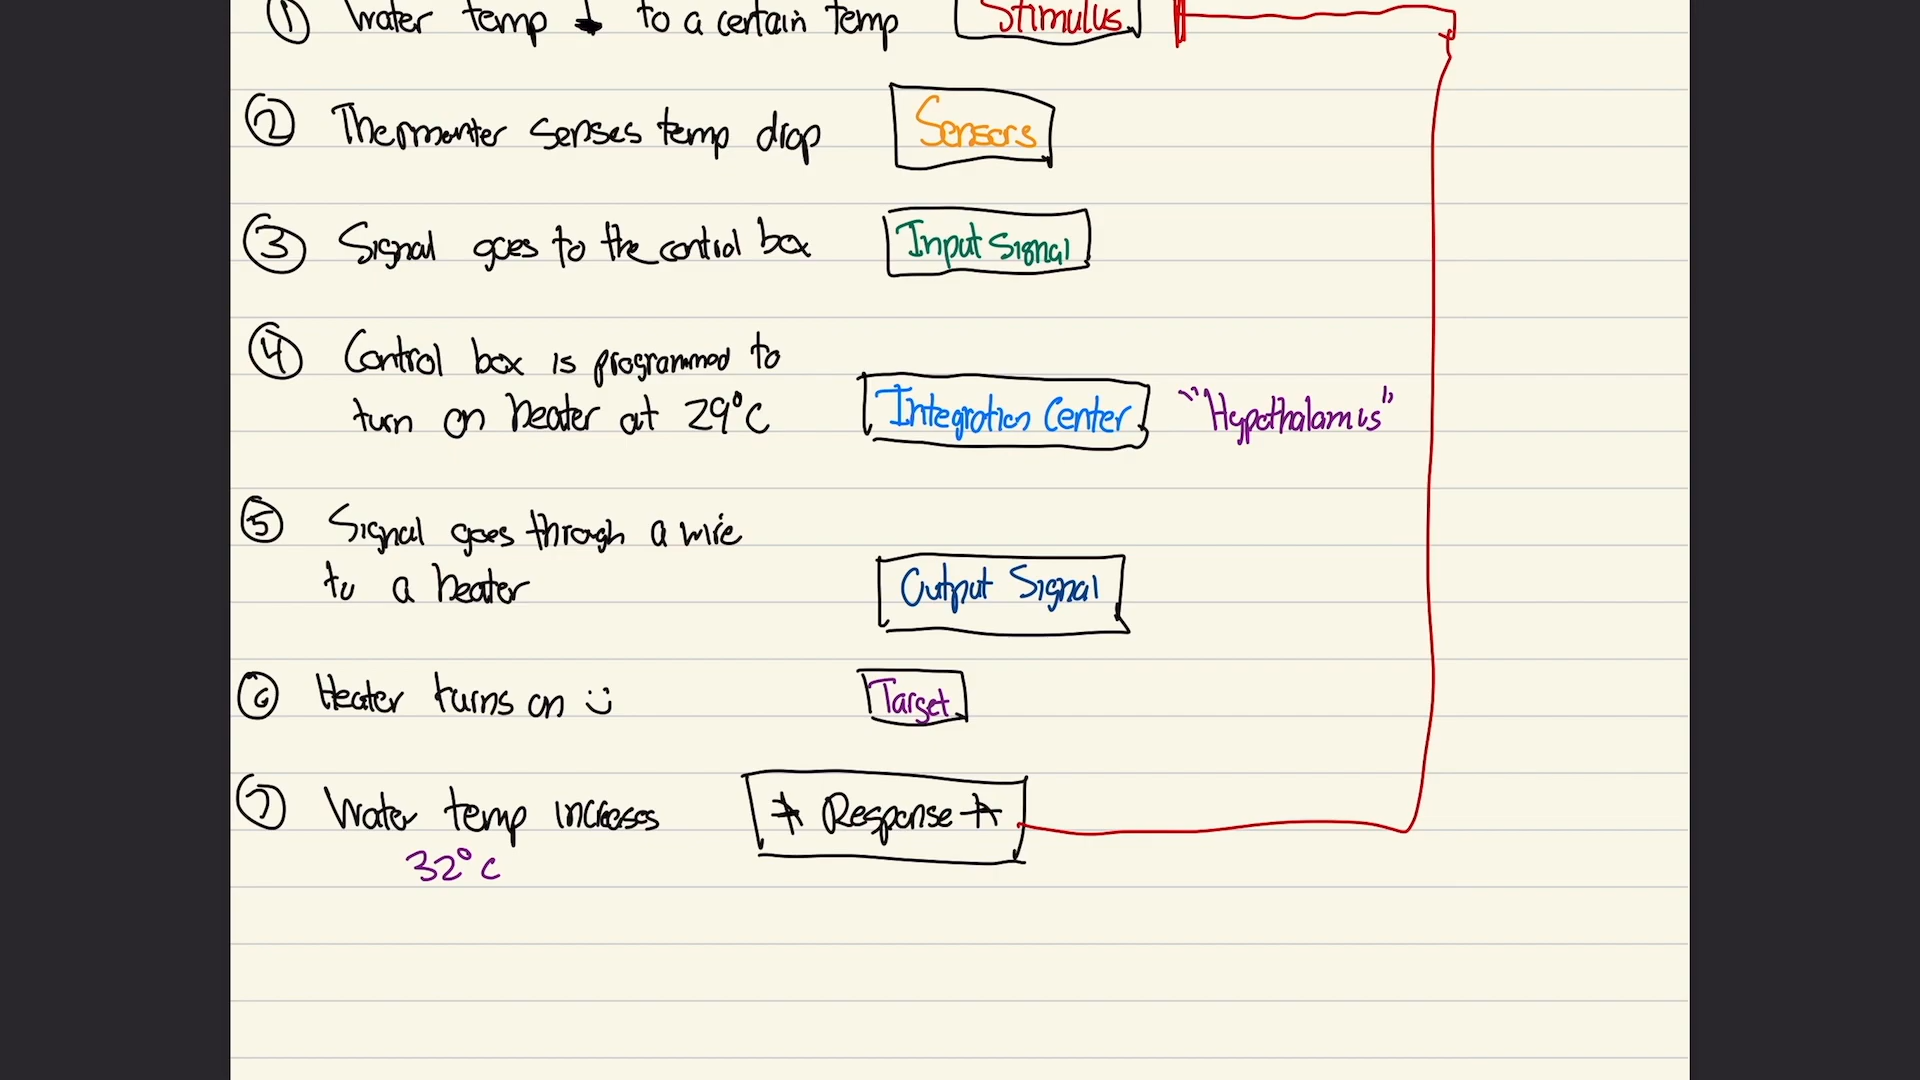 ① Water temp ↓ to a certain temp Stimulus
② Thermomter senses temp drop Sensors
③ Signal goes to the control box Input Signal
④ Control box is programmed to
turn on heater at 29°C Integration Center "Hypothalamus"
⑤ Signal goes through a wire
to a heater Output Signal
⑥ Heater turns on Target
⑦ Water temp increases * Response *
32°C